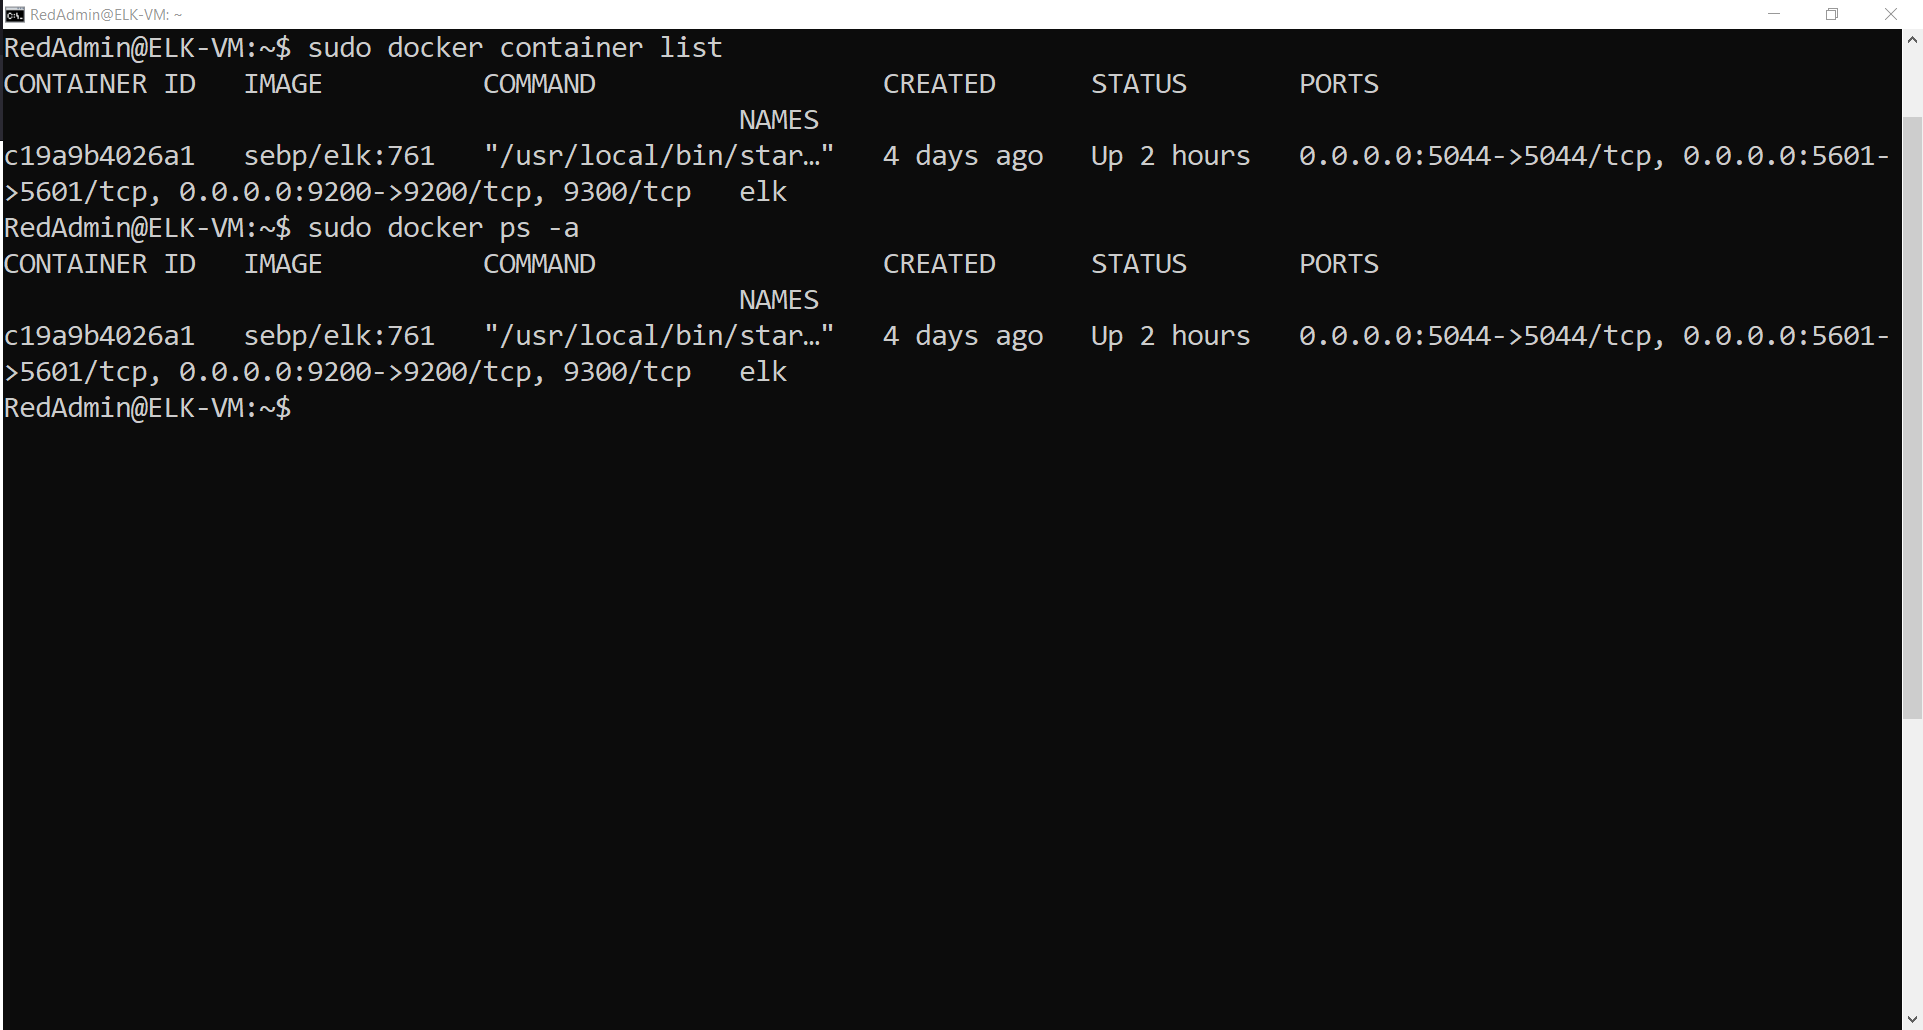 RedAdmin@ELK-VM: ~
RedAdmin@ELK-VM:~$ sudo docker container list
CONTAINER ID   IMAGE          COMMAND                  CREATED      STATUS       PORTS
                                              NAMES
c19a9b4026a1   sebp/elk:761   "/usr/local/bin/star…"   4 days ago   Up 2 hours   0.0.0.0:5044->5044/tcp, 0.0.0.0:5601-
>5601/tcp, 0.0.0.0:9200->9200/tcp, 9300/tcp   elk
RedAdmin@ELK-VM:~$ sudo docker ps -a
CONTAINER ID   IMAGE          COMMAND                  CREATED      STATUS       PORTS
                                              NAMES
c19a9b4026a1   sebp/elk:761   "/usr/local/bin/star…"   4 days ago   Up 2 hours   0.0.0.0:5044->5044/tcp, 0.0.0.0:5601-
>5601/tcp, 0.0.0.0:9200->9200/tcp, 9300/tcp   elk
RedAdmin@ELK-VM:~$